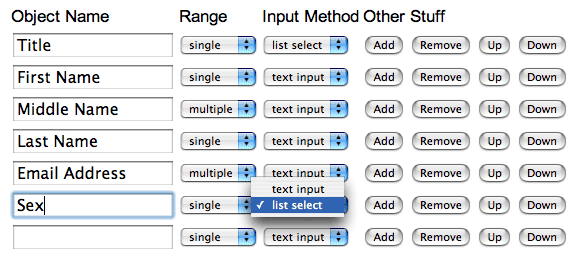 Object Name Range Input Method Other Stuff
Title single list select Add Remove Up Down
First Name single text input Add Remove Up Down
Middle Name multiple text input Add Remove Up Down
Last Name single text input Add Remove Up Down
Email Address multiple text input Add Remove Up Down
text input
Sex single ✓ list select Add Remove Up Down
single text input Add Remove Up Down